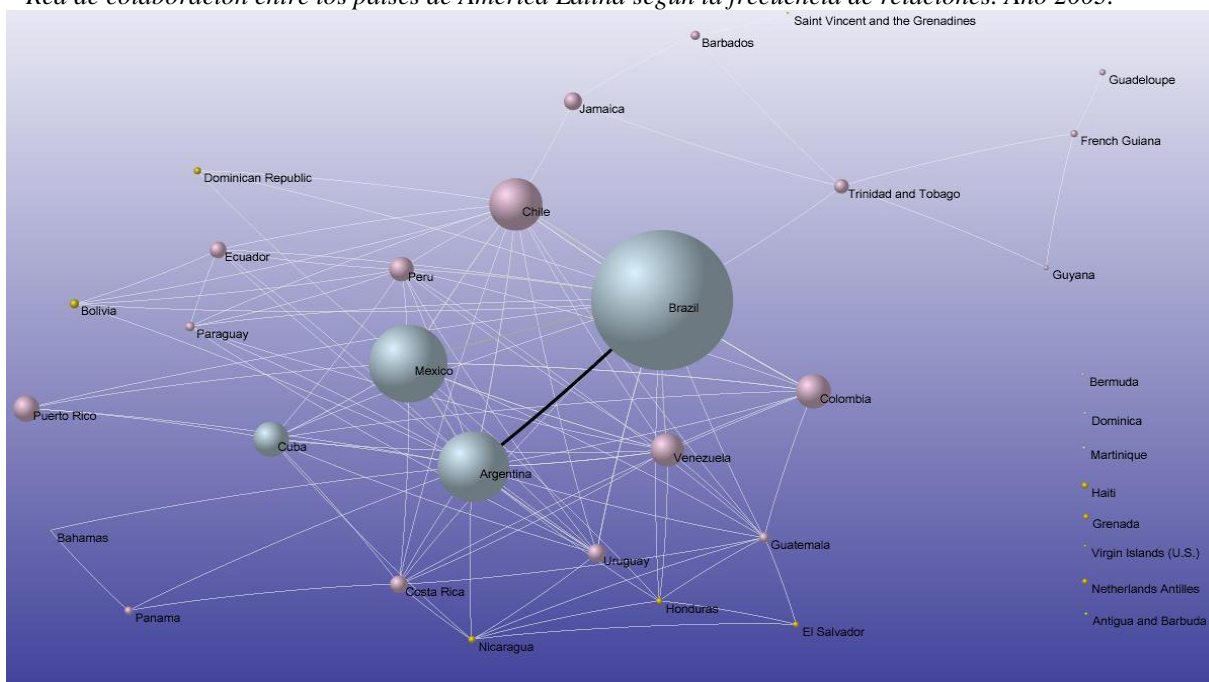 Red de colaboración entre los países de América Latina según la frecuencia de relaciones. Año 2003.
Saint Vincent and the Grenadines
Barbados
Guadeloupe
Jamaica
French Guiana
Dominican Republic
Trinidad and Tobago
Chile
Ecuador
Peru
Guyana
Bolivia
Brazil
Paraguay
Mexico
Bermuda
Puerto Rico
Colombia
Dominica
Cuba
Martinique
Venezuela
Argentina
Haiti
Grenada
Bahamas
Guatemala
Virgin Islands (U.S.)
Uruguay
Costa Rica
Netherlands Antilles
Honduras
Panama
Antigua and Barbuda
El Salvador
Nicaragua